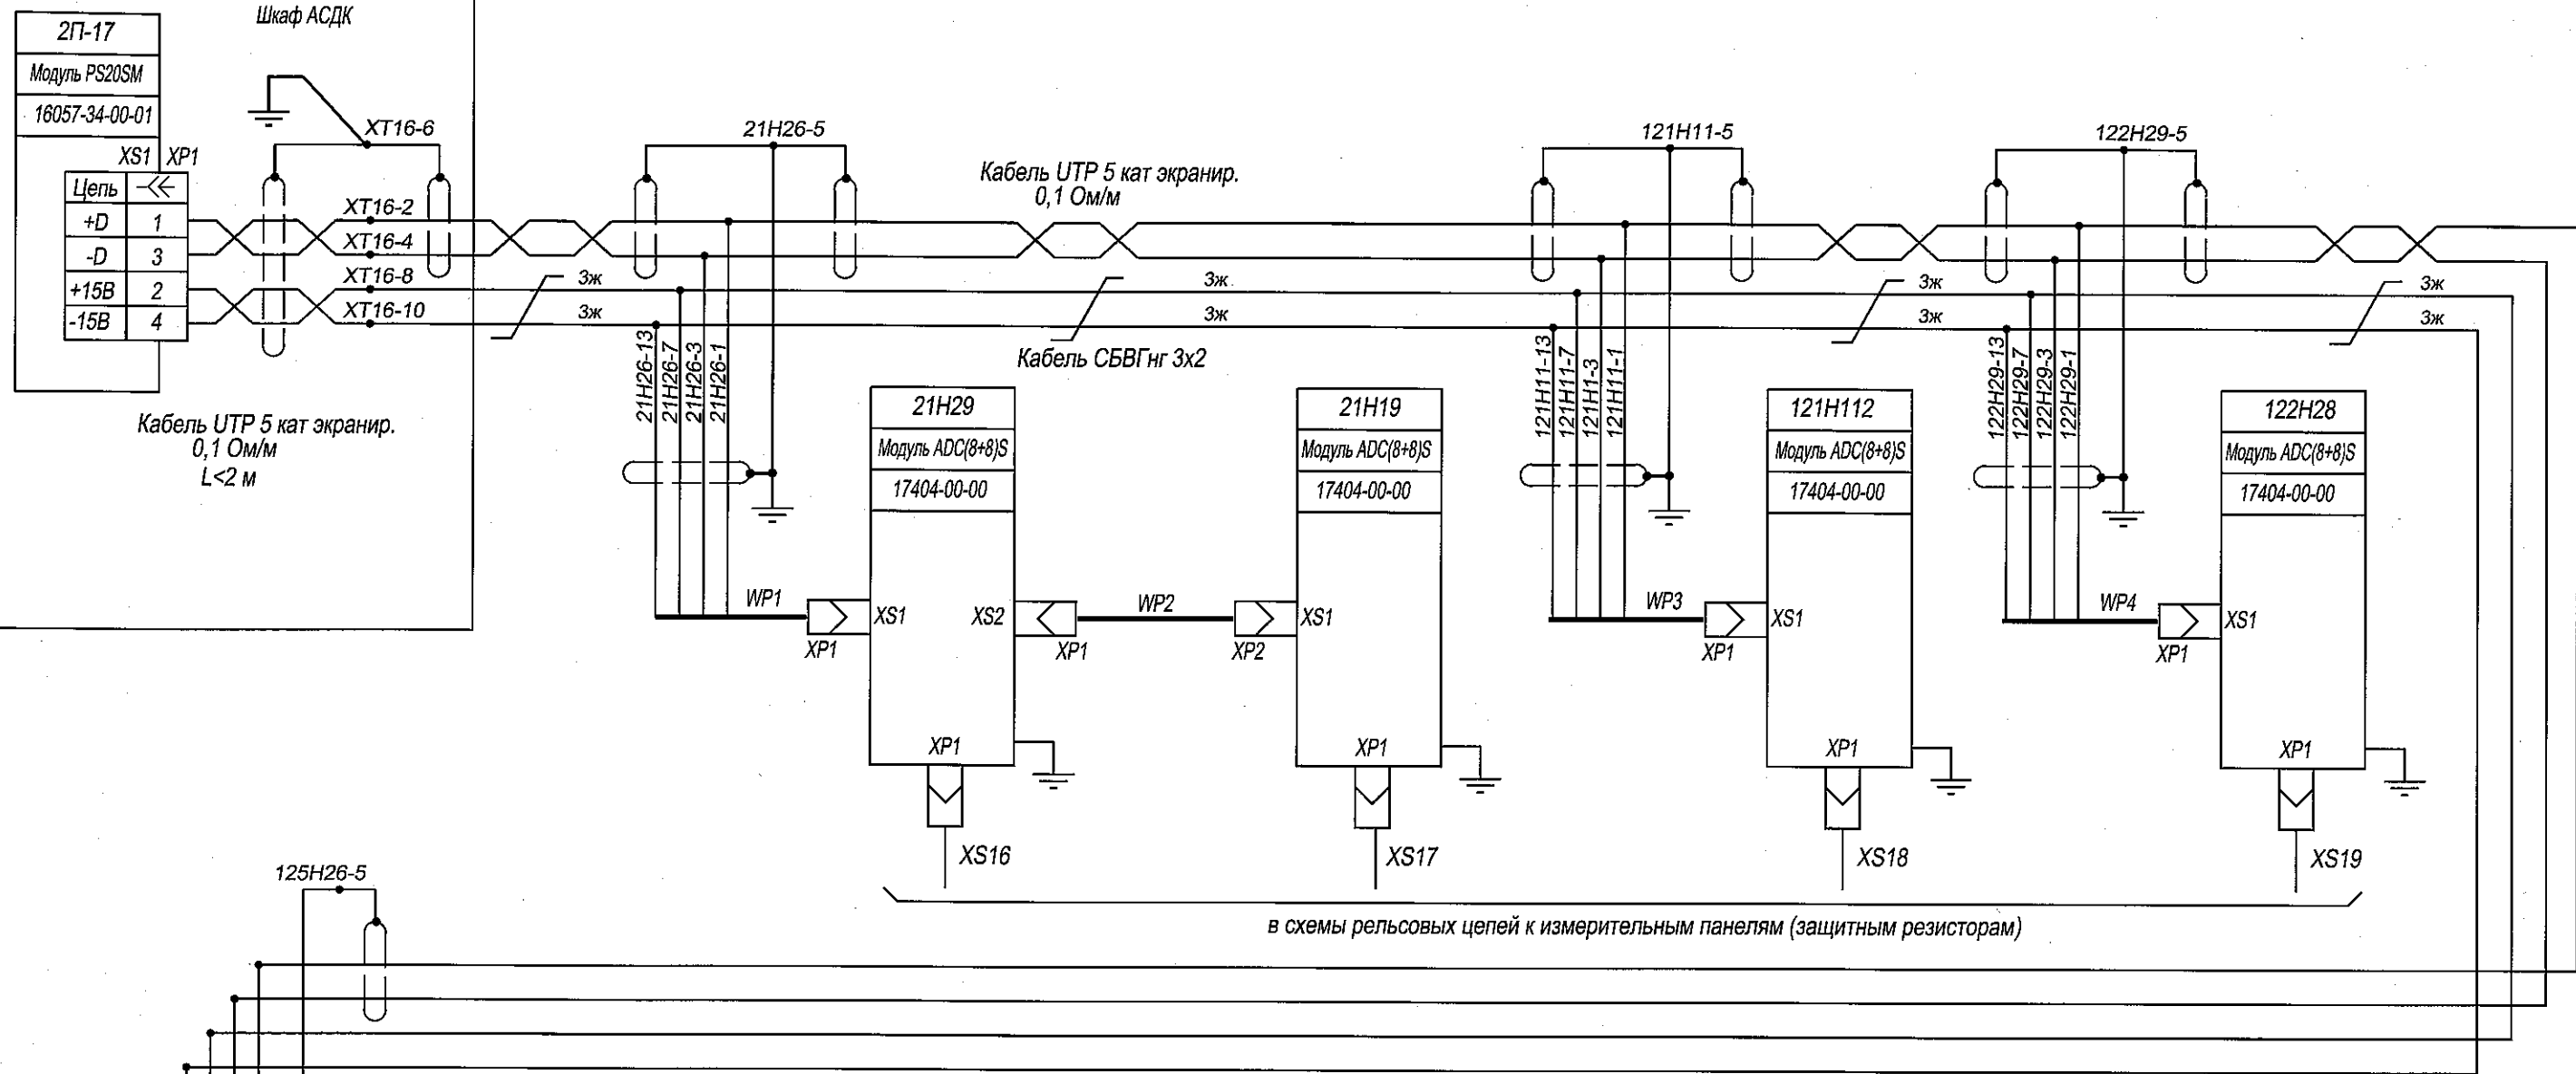 Шкаф АСДК
2П-17
Модуль PS20SM
16057-34-00-01
XS1 XP1
Цепь
+D 1
-D 3
+15В 2
-15В 4
XT16-6
XT16-2
XT16-4
XT16-8
XT16-10
Кабель UTP 5 кат экранир.
0,1 Ом/м
L<2 м
21Н26-5
Кабель UTP 5 кат экранир.
0,1 Ом/м
121Н11-5
122Н29-5
3ж
3ж
3ж
3ж
3ж
3ж
3ж
3ж
Кабель СБВГнг 3х2
21Н26-13
21Н26-7
21Н26-3
21Н26-1
121Н11-13
121Н11-7
121Н1-3
121Н11-1
122Н29-13
122Н29-7
122Н29-3
122Н29-1
21Н29
Модуль ADC(8+8)S
17404-00-00
21Н19
Модуль ADC(8+8)S
17404-00-00
121Н112
Модуль ADC(8+8)S
17404-00-00
122Н28
Модуль ADC(8+8)S
17404-00-00
WP1
XP1
XS1
XS2
XP1
WP2
XP2
XS1
WP3
XP1
XS1
WP4
XP1
XS1
XP1
XP1
XP1
XP1
XS16
XS17
XS18
XS19
в схемы рельсовых цепей к измерительным панелям (защитным резисторам)
125Н26-5